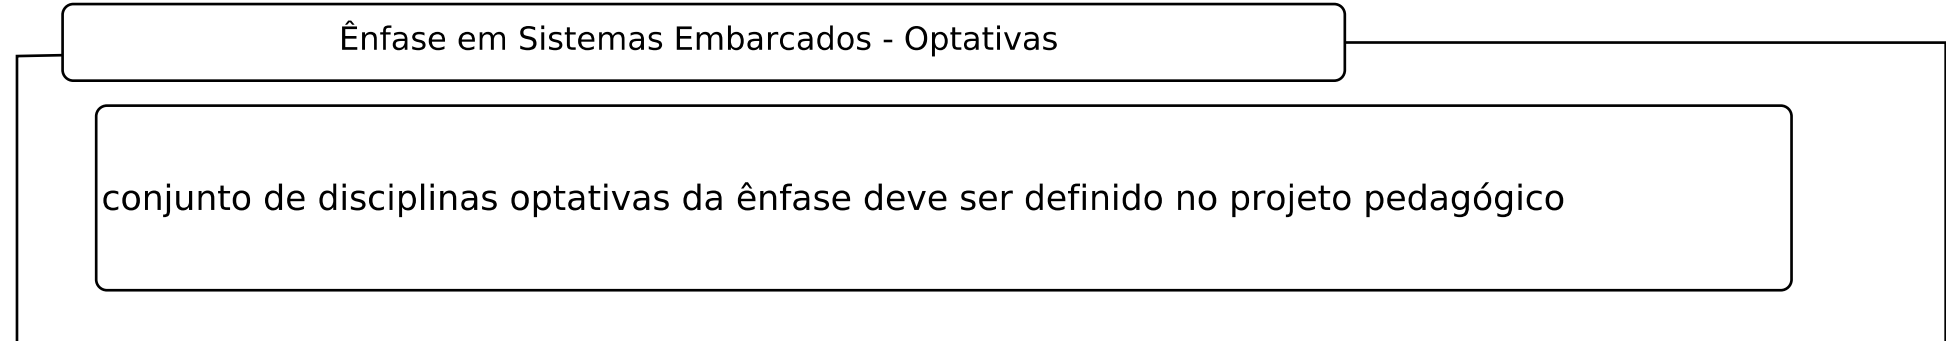 Ênfase em Sistemas Embarcados - Optativas
conjunto de disciplinas optativas da ênfase deve ser definido no projeto pedagógico